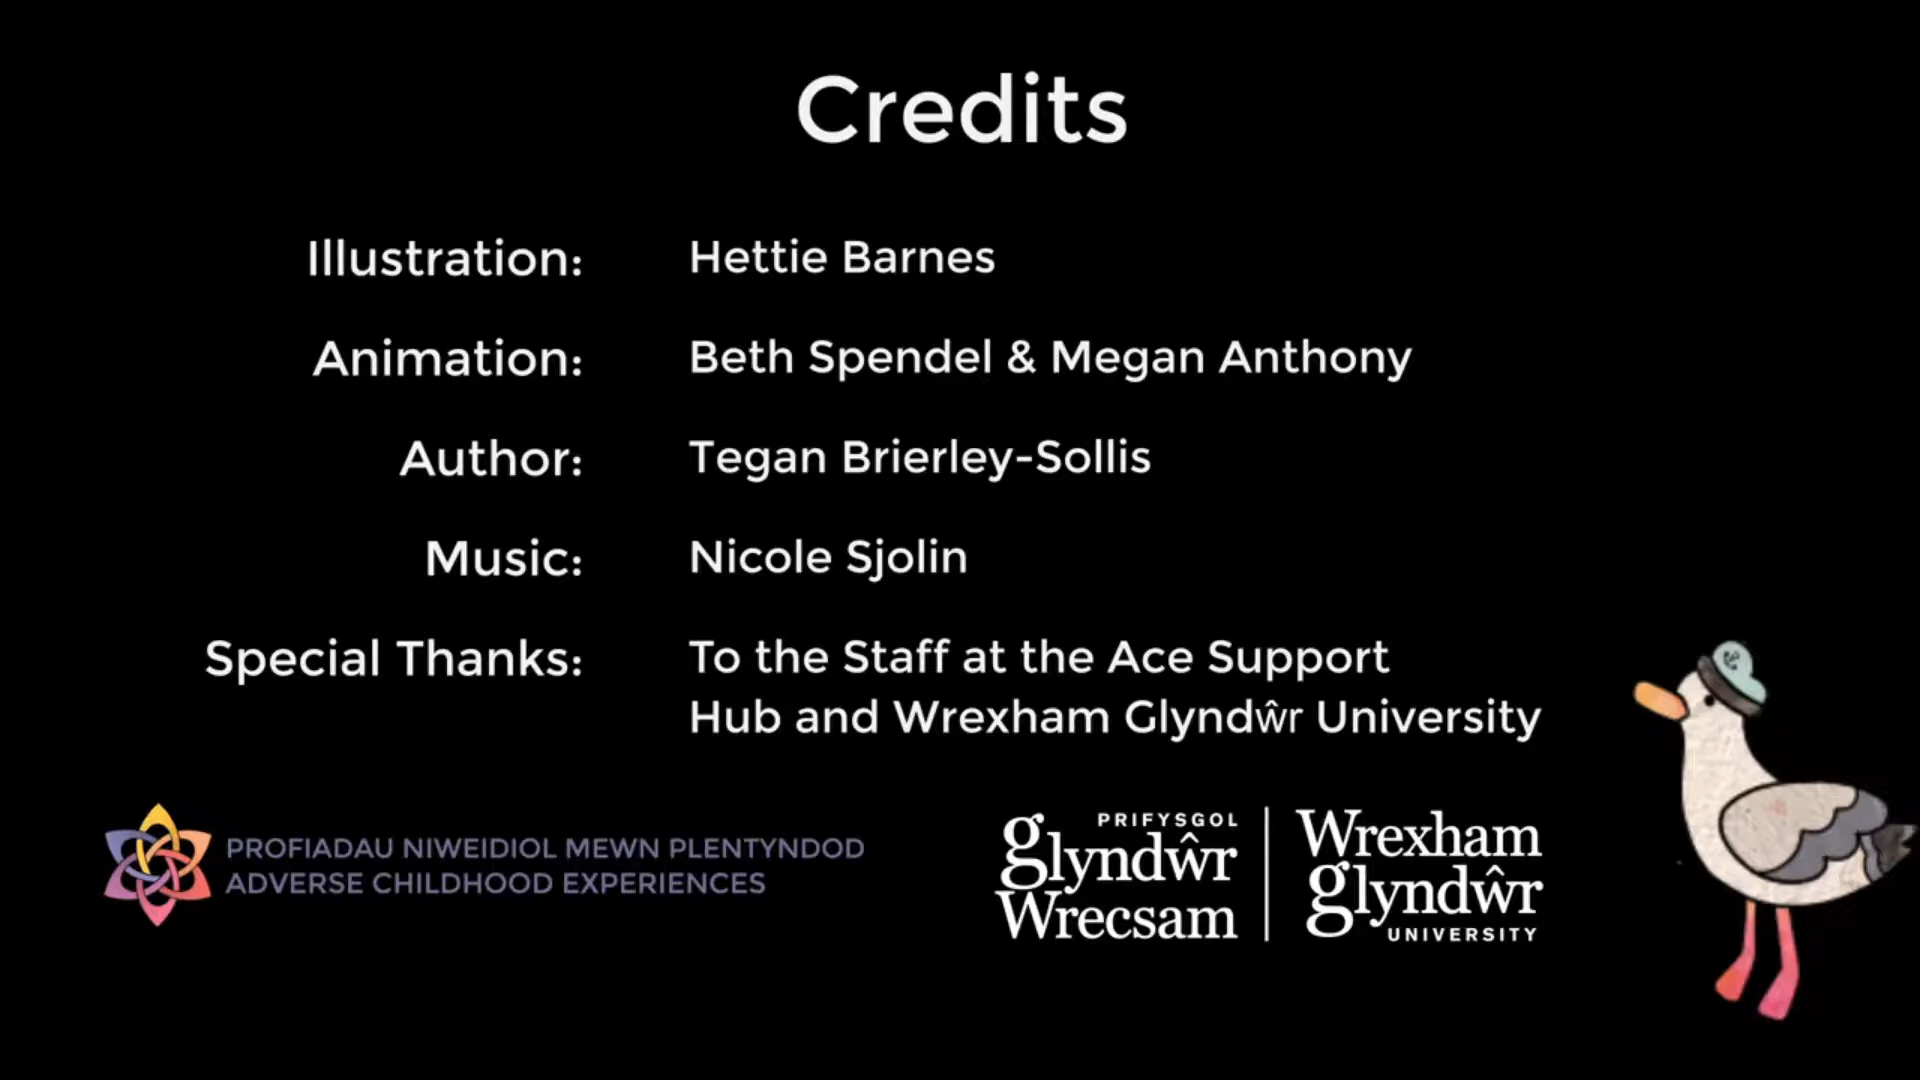 Credits
Illustration: Hettie Barnes
Animation: Beth Spendel & Megan Anthony
Author: Tegan Brierley-Sollis
Music: Nicole Sjolin
Special Thanks: To the Staff at the Ace Support
Hub and Wrexham Glyndŵr University
PROFIADAU NIWEIDIOL MEWN PLENTYNDOD
ADVERSE CHILDHOOD EXPERIENCES
PRIFYSGOL
glyndŵr
Wrecsam
Wrexham
glyndŵr
UNIVERSITY